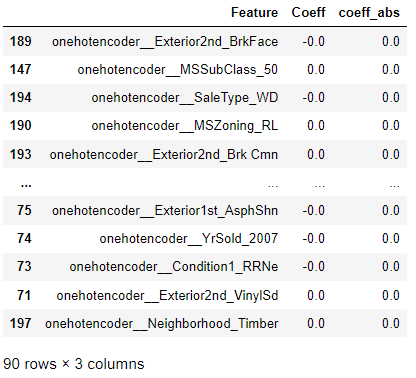 Feature Coeff coeff_abs
189 onehotencoder__Exterior2nd_BrkFace -0.0 0.0
147 onehotencoder__MSSubClass_50 0.0 0.0
194 onehotencoder__SaleType_WD -0.0 0.0
190 onehotencoder__MSZoning_RL 0.0 0.0
193 onehotencoder__Exterior2nd_Brk Cmn 0.0 0.0
... ... ... ...
75 onehotencoder__Exterior1st_AsphShn -0.0 0.0
74 onehotencoder__YrSold_2007 -0.0 0.0
73 onehotencoder__Condition1_RRNe -0.0 0.0
71 onehotencoder__Exterior2nd_VinylSd 0.0 0.0
197 onehotencoder__Neighborhood_Timber 0.0 0.0
90 rows × 3 columns